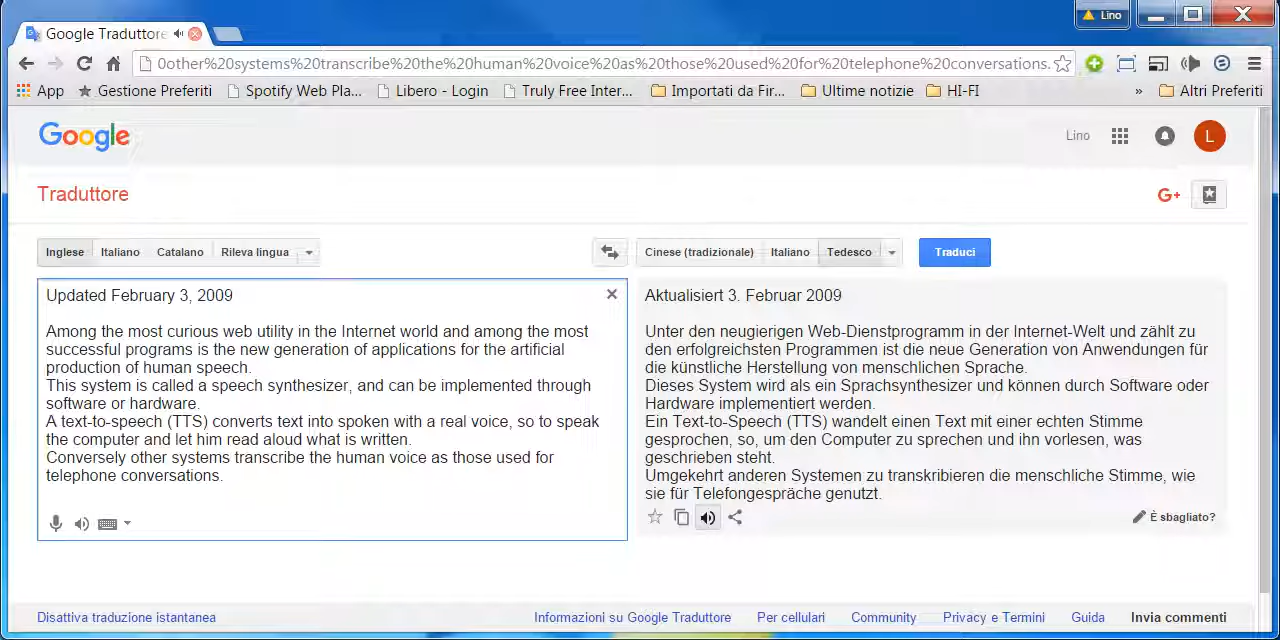 Lino
Google Traduttore
0other%20systems%20transcribe%20the%20human%20voice%20as%20those%20used%20for%20telephone%20conversations.
App Gestione Preferiti Spotify Web Pla... Libero - Login Truly Free Inter... Importati da Fir... Ultime notizie HI-FI » Altri Preferiti
Google Lino L
Traduttore G+
Inglese Italiano Catalano Rileva lingua Cinese (tradizionale) Italiano Tedesco Traduci
Updated February 3, 2009
Among the most curious web utility in the Internet world and among the most
successful programs is the new generation of applications for the artificial
production of human speech.
This system is called a speech synthesizer, and can be implemented through
software or hardware.
A text-to-speech (TTS) converts text into spoken with a real voice, so to speak
the computer and let him read aloud what is written.
Conversely other systems transcribe the human voice as those used for
telephone conversations.
Aktualisiert 3. Februar 2009
Unter den neugierigen Web-Dienstprogramm in der Internet-Welt und zählt zu
den erfolgreichsten Programmen ist die neue Generation von Anwendungen für
die künstliche Herstellung von menschlichen Sprache.
Dieses System wird als ein Sprachsynthesizer und können durch Software oder
Hardware implementiert werden.
Ein Text-to-Speech (TTS) wandelt einen Text mit einer echten Stimme
gesprochen, so, um den Computer zu sprechen und ihn vorlesen, was
geschrieben steht.
Umgekehrt anderen Systemen zu transkribieren die menschliche Stimme, wie
sie für Telefongespräche genutzt.
È sbagliato?
Disattiva traduzione istantanea Informazioni su Google Traduttore Per cellulari Community Privacy e Termini Guida Invia commenti